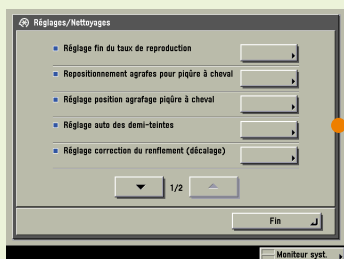 Réglages/Nettoyages
Réglage fin du taux de reproduction
Repositionnement agrafes pour piqûre à cheval
Réglage position agrafage piqûre à cheval
Réglage auto des demi-teintes
Réglage correction du renflement (décalage)
1/2
Fin
Moniteur syst.